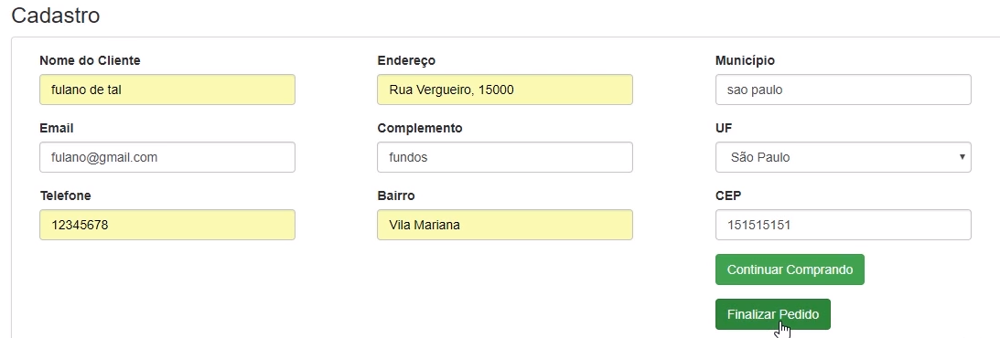 Cadastro
Nome do Cliente
fulano de tal
Email
fulano@gmail.com
Telefone
12345678
Endereço
Rua Vergueiro, 15000
Complemento
fundos
Bairro
Vila Mariana
Município
sao paulo
UF
São Paulo
CEP
151515151
Continuar Comprando
Finalizar Pedido